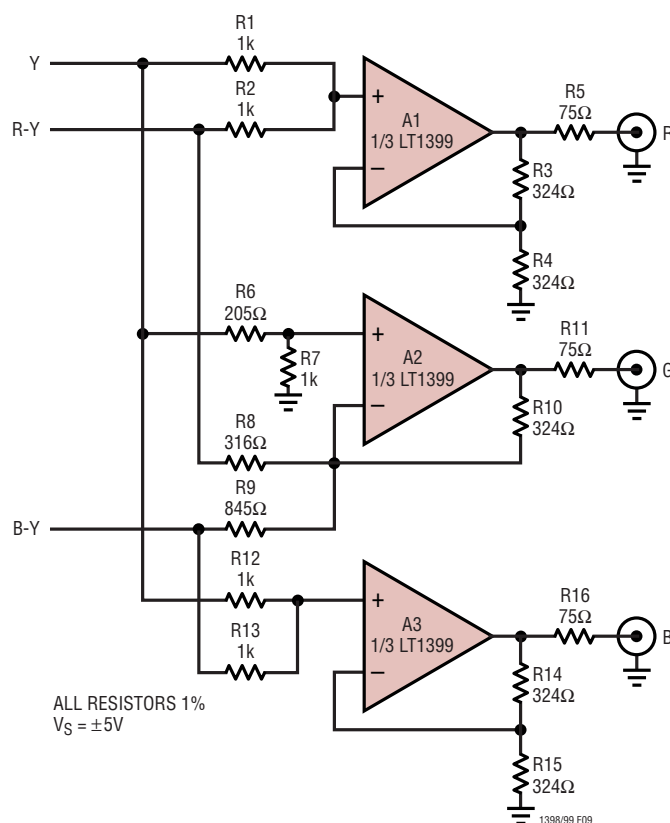 R1
1k
Y
R2
1k
R-Y
+
A1
1/3 LT1399
−
R5
75Ω
R
R3
324Ω
R4
324Ω
R6
205Ω
R7
1k
+
A2
1/3 LT1399
−
R11
75Ω
G
R10
324Ω
R8
316Ω
R9
845Ω
B-Y
R12
1k
R13
1k
+
A3
1/3 LT1399
−
R16
75Ω
B
R14
324Ω
R15
324Ω
ALL RESISTORS 1%
VS = ±5V
1398/99 F09